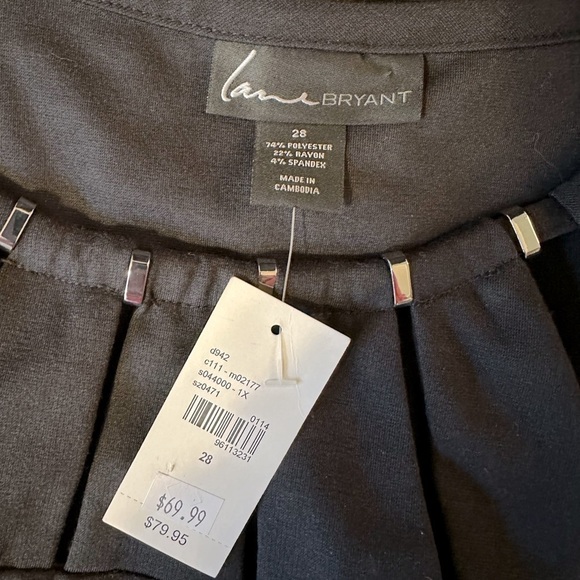 lane BRYANT
28
74% POLYESTER
22% RAYON
4% SPANDEX
MADE IN
CAMBODIA
d942
c111 - m02177
s044000 - 1X
sz0471
0114
96113231
28
$69.99
$79.95